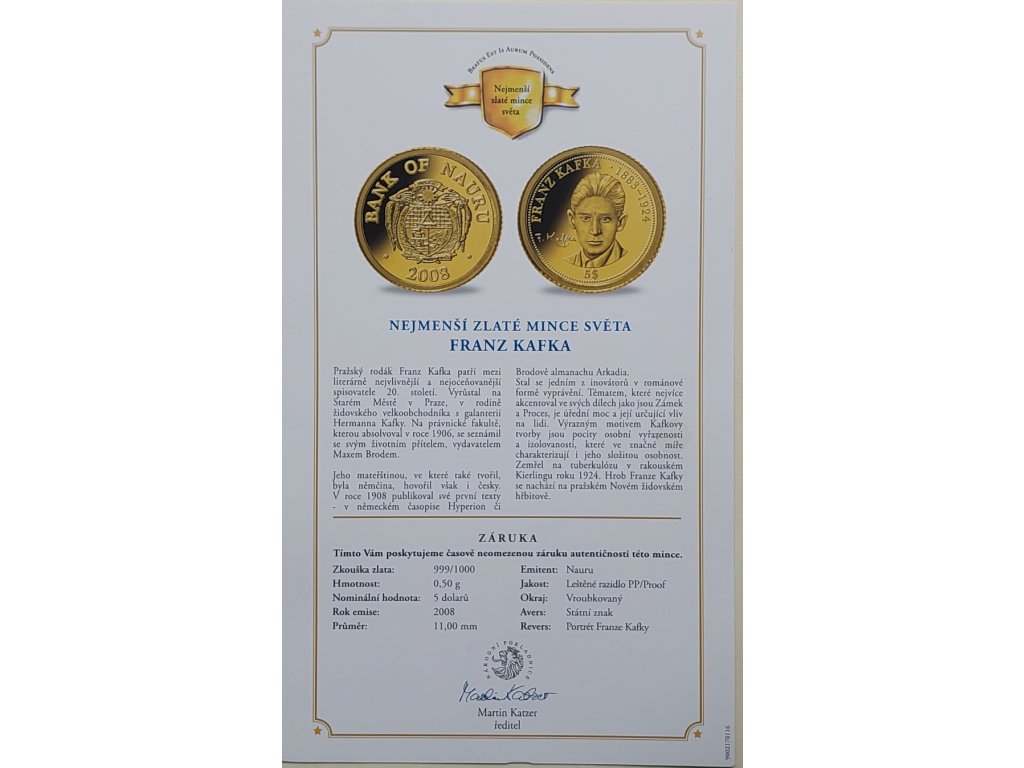 Beatus Est Is Aurum Possidens
Nejmenší
zlaté mince
světa
BANK OF NAURU
2008
FRANZ KAFKA · 1883–1924
F. Kafka
5$
NEJMENŠÍ ZLATÉ MINCE SVĚTA
FRANZ KAFKA
Pražský rodák Franz Kafka patří mezi
literárně nejvlivnější a nejoceňovanější
spisovatele 20. století. Vyrůstal na
Starém Městě v Praze, v rodině
židovského velkoobchodníka s galanterií
Hermanna Kafky. Na právnické fakultě,
kterou absolvoval v roce 1906, se seznámil
se svým životním přítelem, vydavatelem
Maxem Brodem.
Jeho mateřštinou, ve které také tvořil,
byla němčina, hovořil však i česky.
V roce 1908 publikoval své první texty
- v německém časopise Hyperion či
Brodově almanachu Arkadia.
Stal se jedním z inovátorů v románové
formě vyprávění. Tématem, které nejvíce
akcentoval ve svých dílech jako jsou Zámek
a Proces, je úřední moc a její určující vliv
na lidi. Výrazným motivem Kafkovy
tvorby jsou pocity osobní vyřazenosti
a izolovanosti, které ve značné míře
charakterizují i jeho složitou osobnost.
Zemřel na tuberkulózu v rakouském
Kierlingu roku 1924. Hrob Franze Kafky
se nachází na pražském Novém židovském
hřbitově.
ZÁRUKA
Tímto Vám poskytujeme časově neomezenou záruku autentičnosti této mince.
Zkouška zlata: 999/1000
Hmotnost: 0,50 g
Nominální hodnota: 5 dolarů
Rok emise: 2008
Průměr: 11,00 mm
Emitent: Nauru
Jakost: Leštěné razidlo PP/Proof
Okraj: Vroubkovaný
Avers: Státní znak
Revers: Portrét Franze Kafky
NÁRODNÍ POKLADNICE
Martin Katzer
Martin Katzer
ředitel
9002170116